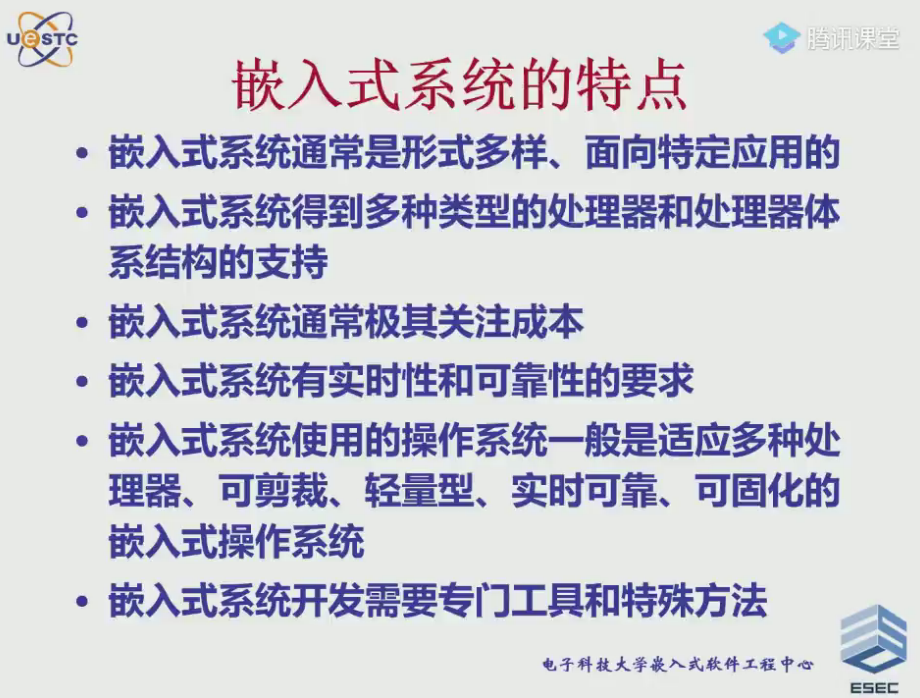 UeSTC
腾讯课堂
嵌入式系统的特点
• 嵌入式系统通常是形式多样、面向特定应用的
• 嵌入式系统得到多种类型的处理器和处理器体
系结构的支持
• 嵌入式系统通常极其关注成本
• 嵌入式系统有实时性和可靠性的要求
• 嵌入式系统使用的操作系统一般是适应多种处
理器、可剪裁、轻量型、实时可靠、可固化的
嵌入式操作系统
• 嵌入式系统开发需要专门工具和特殊方法
电子科技大学嵌入式软件工程中心
ESEC